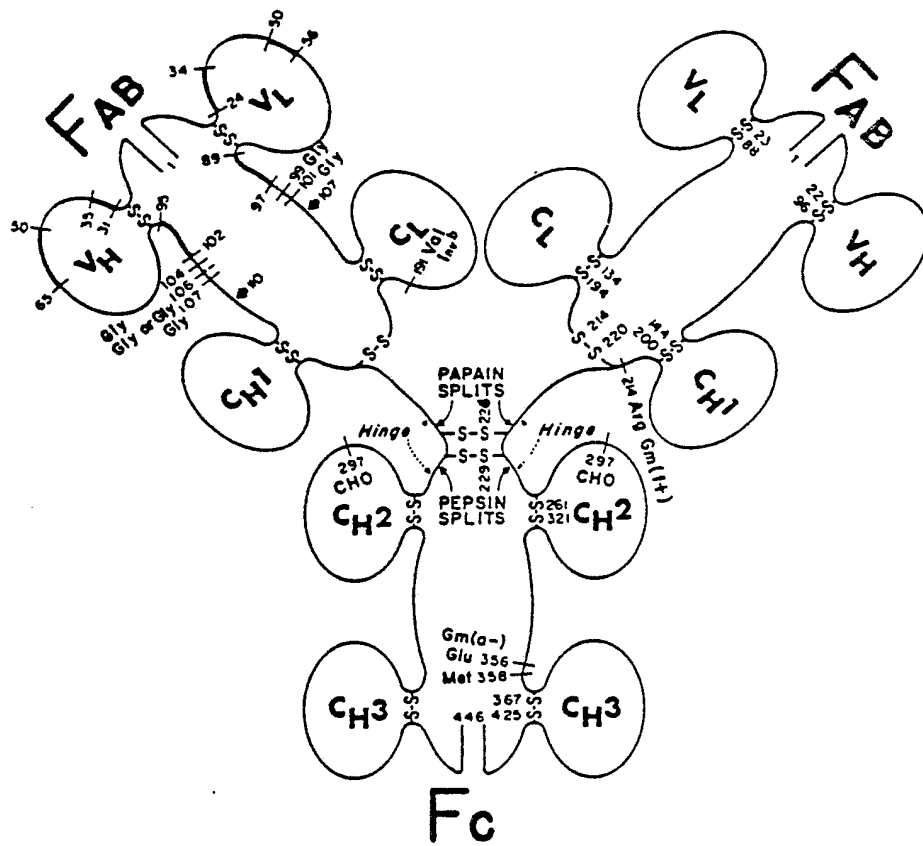 FAB
50
56
34
24
VL
S
S
89
97
99 Gly
101 Gly
107
1
50
35
31
S
S
95
VH
65
102
104
106
107
110
Gly
Gly or Gly
Gly
CL
S-S
191 Val
Inv b
CH1
S-S
S-S
FAB
VL
SS 23
88
1
22 S
96 S
VH
CL
S 134
S 194
S 214
S 220
144 S
200 S
CH1
214 Arg Gm(1+)
PAPAIN
SPLITS
226
Hinge
S-S
S-S
Hinge
229
PEPSIN
SPLITS
297
CHO
CH2
S-S
297
CHO
S 261
S 321
CH2
Gm(a-)
Glu 356
Met 358
CH3
S-S
367
446 425
S-S
CH3
Fc